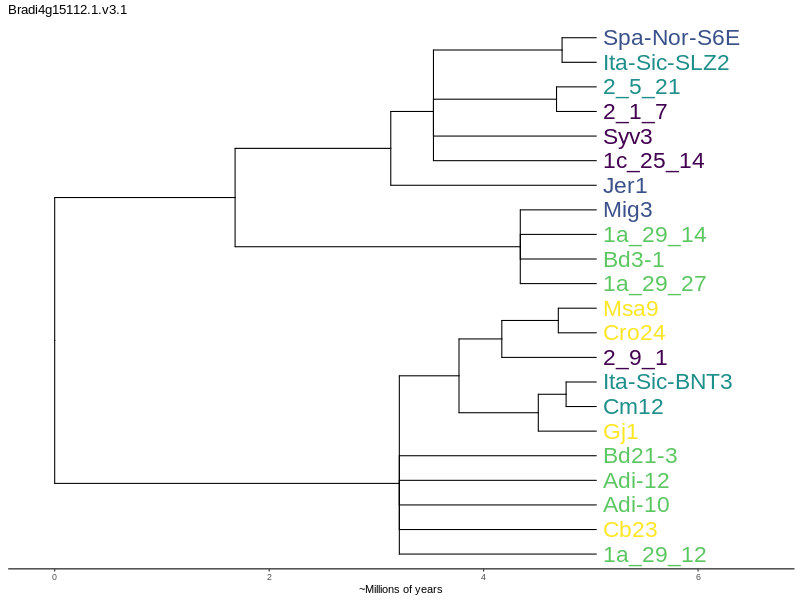 Bradi4g15112.1.v3.1
Spa-Nor-S6E
Ita-Sic-SLZ2
2_5_21
2_1_7
Syv3
1c_25_14
Jer1
Mig3
1a_29_14
Bd3-1
1a_29_27
Msa9
Cro24
2_9_1
Ita-Sic-BNT3
Cm12
Gj1
Bd21-3
Adi-12
Adi-10
Cb23
1a_29_12
0 2 4 6
~Millions of years